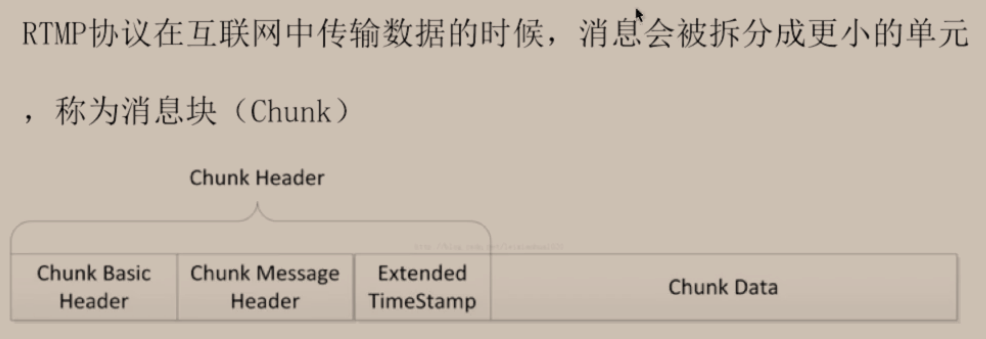 RTMP协议在互联网中传输数据的时候，消息会被拆分成更小的单元
，称为消息块（Chunk）
Chunk Header
Chunk Basic Header
Chunk Message Header
Extended TimeStamp
Chunk Data